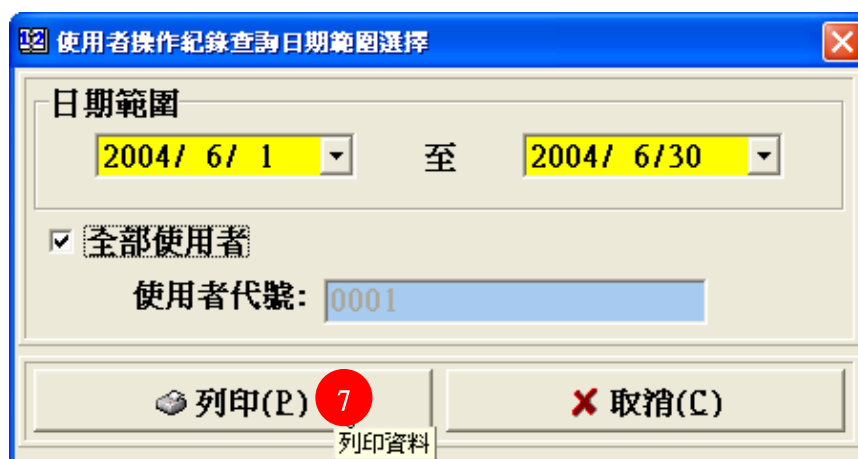 使用者操作紀錄查詢日期範圍選擇
日期範圍
2004/ 6/ 1 至 2004/ 6/30
全部使用者
使用者代號: 0001
列印(P) 7 取消(C)
列印資料